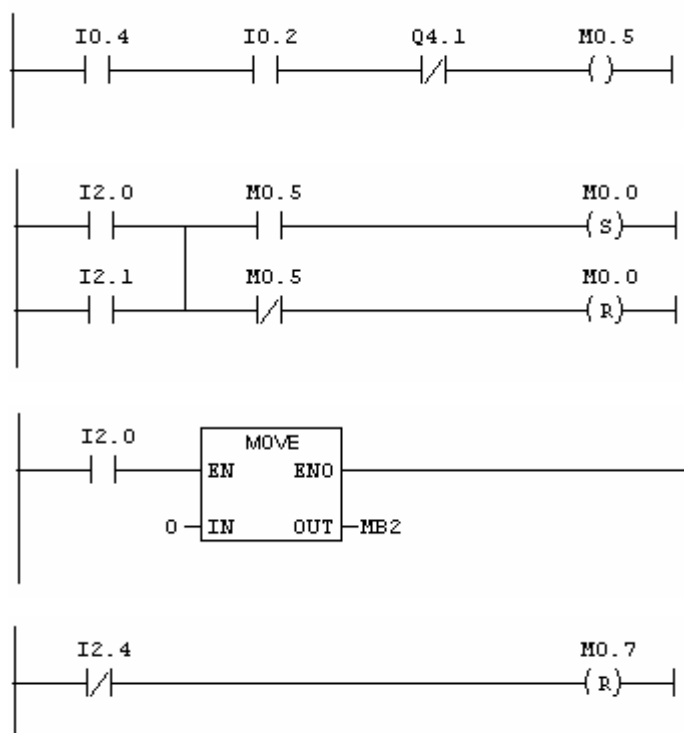 I0.4 I0.2 Q4.1 M0.5
I2.0 M0.5 M0.0
S
I2.1 M0.5 M0.0
R
I2.0 MOVE
EN ENO
0 IN OUT MB2
I2.4 M0.7
R